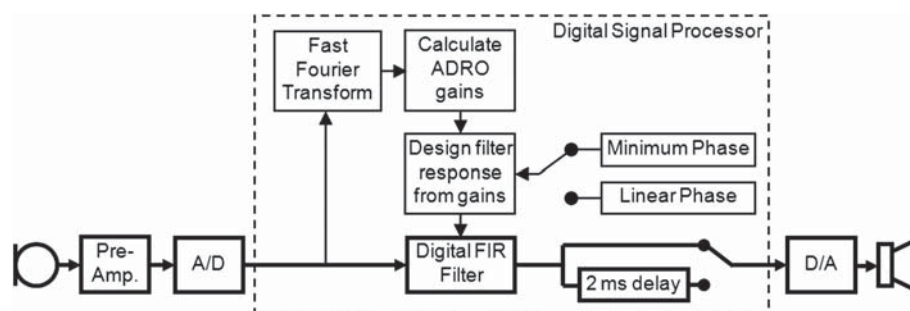 Digital Signal Processor
Fast
Fourier
Transform
Calculate
ADRO
gains
Design filter
response
from gains
Minimum Phase
Linear Phase
Pre-
Amp.
A/D
Digital FIR
Filter
2 ms delay
D/A